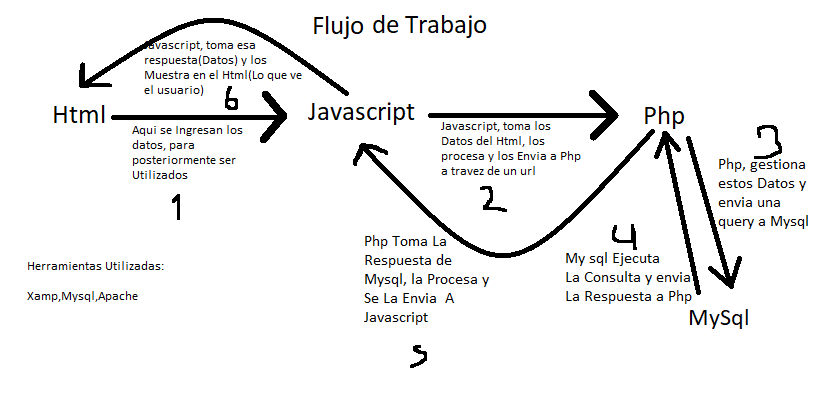 Flujo de Trabajo
Javascript, toma esa
respuesta(Datos) y los
Muestra en el Html(Lo que ve
el usuario)
6
Html
Javascript
Php
Aqui se Ingresan los
datos, para
posteriormente ser
Utilizados
1
Javascript, toma los
Datos del Html, los
procesa y los Envia a Php
a travez de un url
2
3
Php, gestiona
estos Datos y
envia una
query a Mysql
4
My sql Ejecuta
La Consulta y envia
La Respuesta a Php
MySql
Php Toma La
Respuesta de
Mysql, la Procesa y
Se La Envia A
Javascript
5
Herramientas Utilizadas:
Xamp,Mysql,Apache